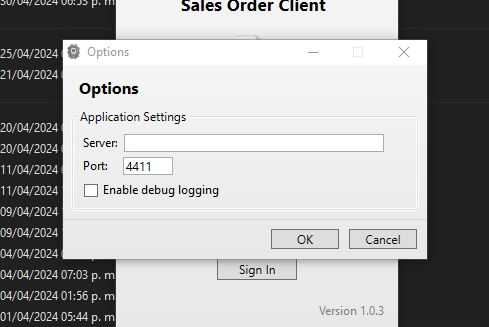 30/04/2024 06:53 p. m
Sales Order Client
25/04/2024
21/04/2024
Options
Options
Application Settings
Server:
Port: 4411
Enable debug logging
OK Cancel
20/04/2024
20/04/2024
11/04/2024
11/04/2024
09/04/2024
09/04/2024
04/04/2024
04/04/2024 07:03 p. m
04/04/2024 01:56 p. m
01/04/2024 05:44 p. m
Sign In
Version 1.0.3